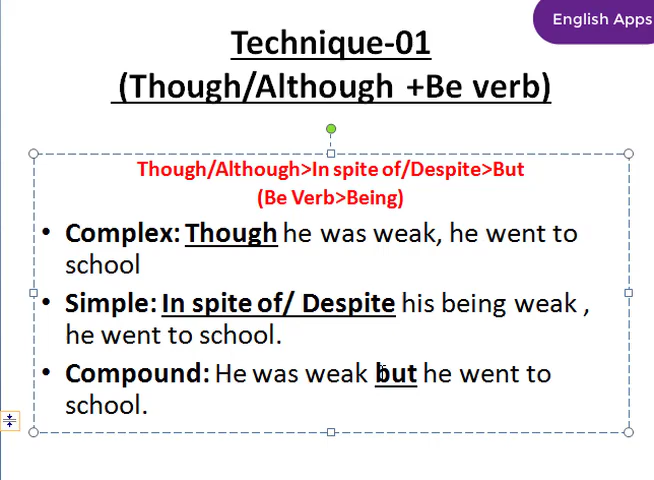 English Apps
Technique-01
(Though/Although +Be verb)
Though/Although>In spite of/Despite>But
(Be Verb>Being)
• Complex: Though he was weak, he went to
school
• Simple: In spite of/ Despite his being weak ,
he went to school.
• Compound: He was weak but he went to
school.